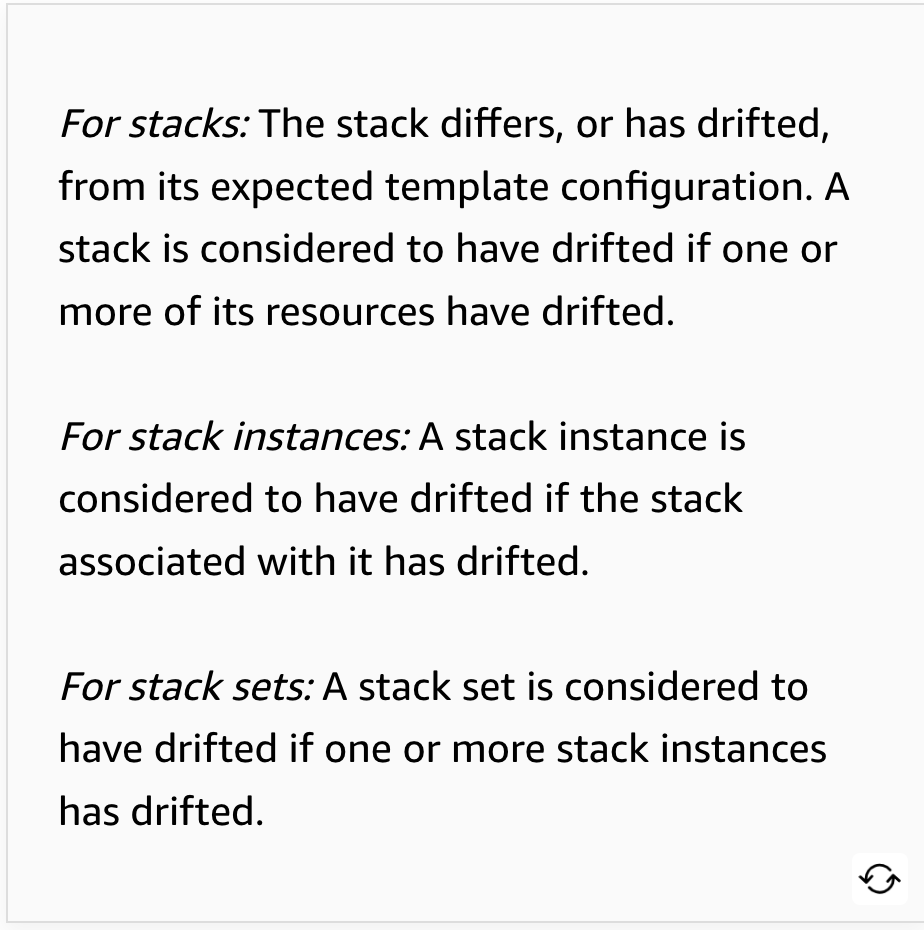 For stacks: The stack differs, or has drifted,
from its expected template configuration. A
stack is considered to have drifted if one or
more of its resources have drifted.
For stack instances: A stack instance is
considered to have drifted if the stack
associated with it has drifted.
For stack sets: A stack set is considered to
have drifted if one or more stack instances
has drifted.